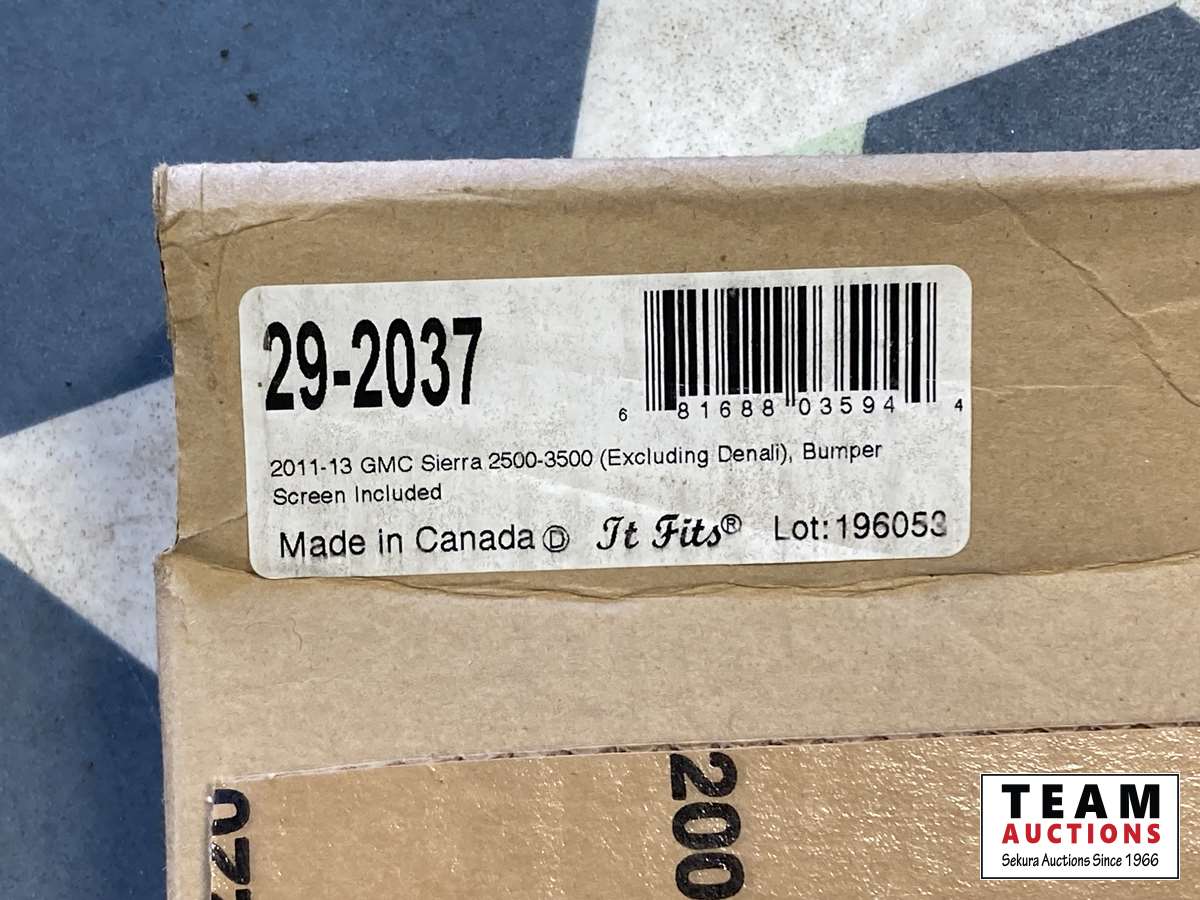 29-2037
6 81688 03594 4
2011-13 GMC Sierra 2500-3500 (Excluding Denali), Bumper
Screen Included
Made in Canada Ⓓ It Fits® Lot: 196053
200
TEAM
AUCTIONS
Sekura Auctions Since 1966